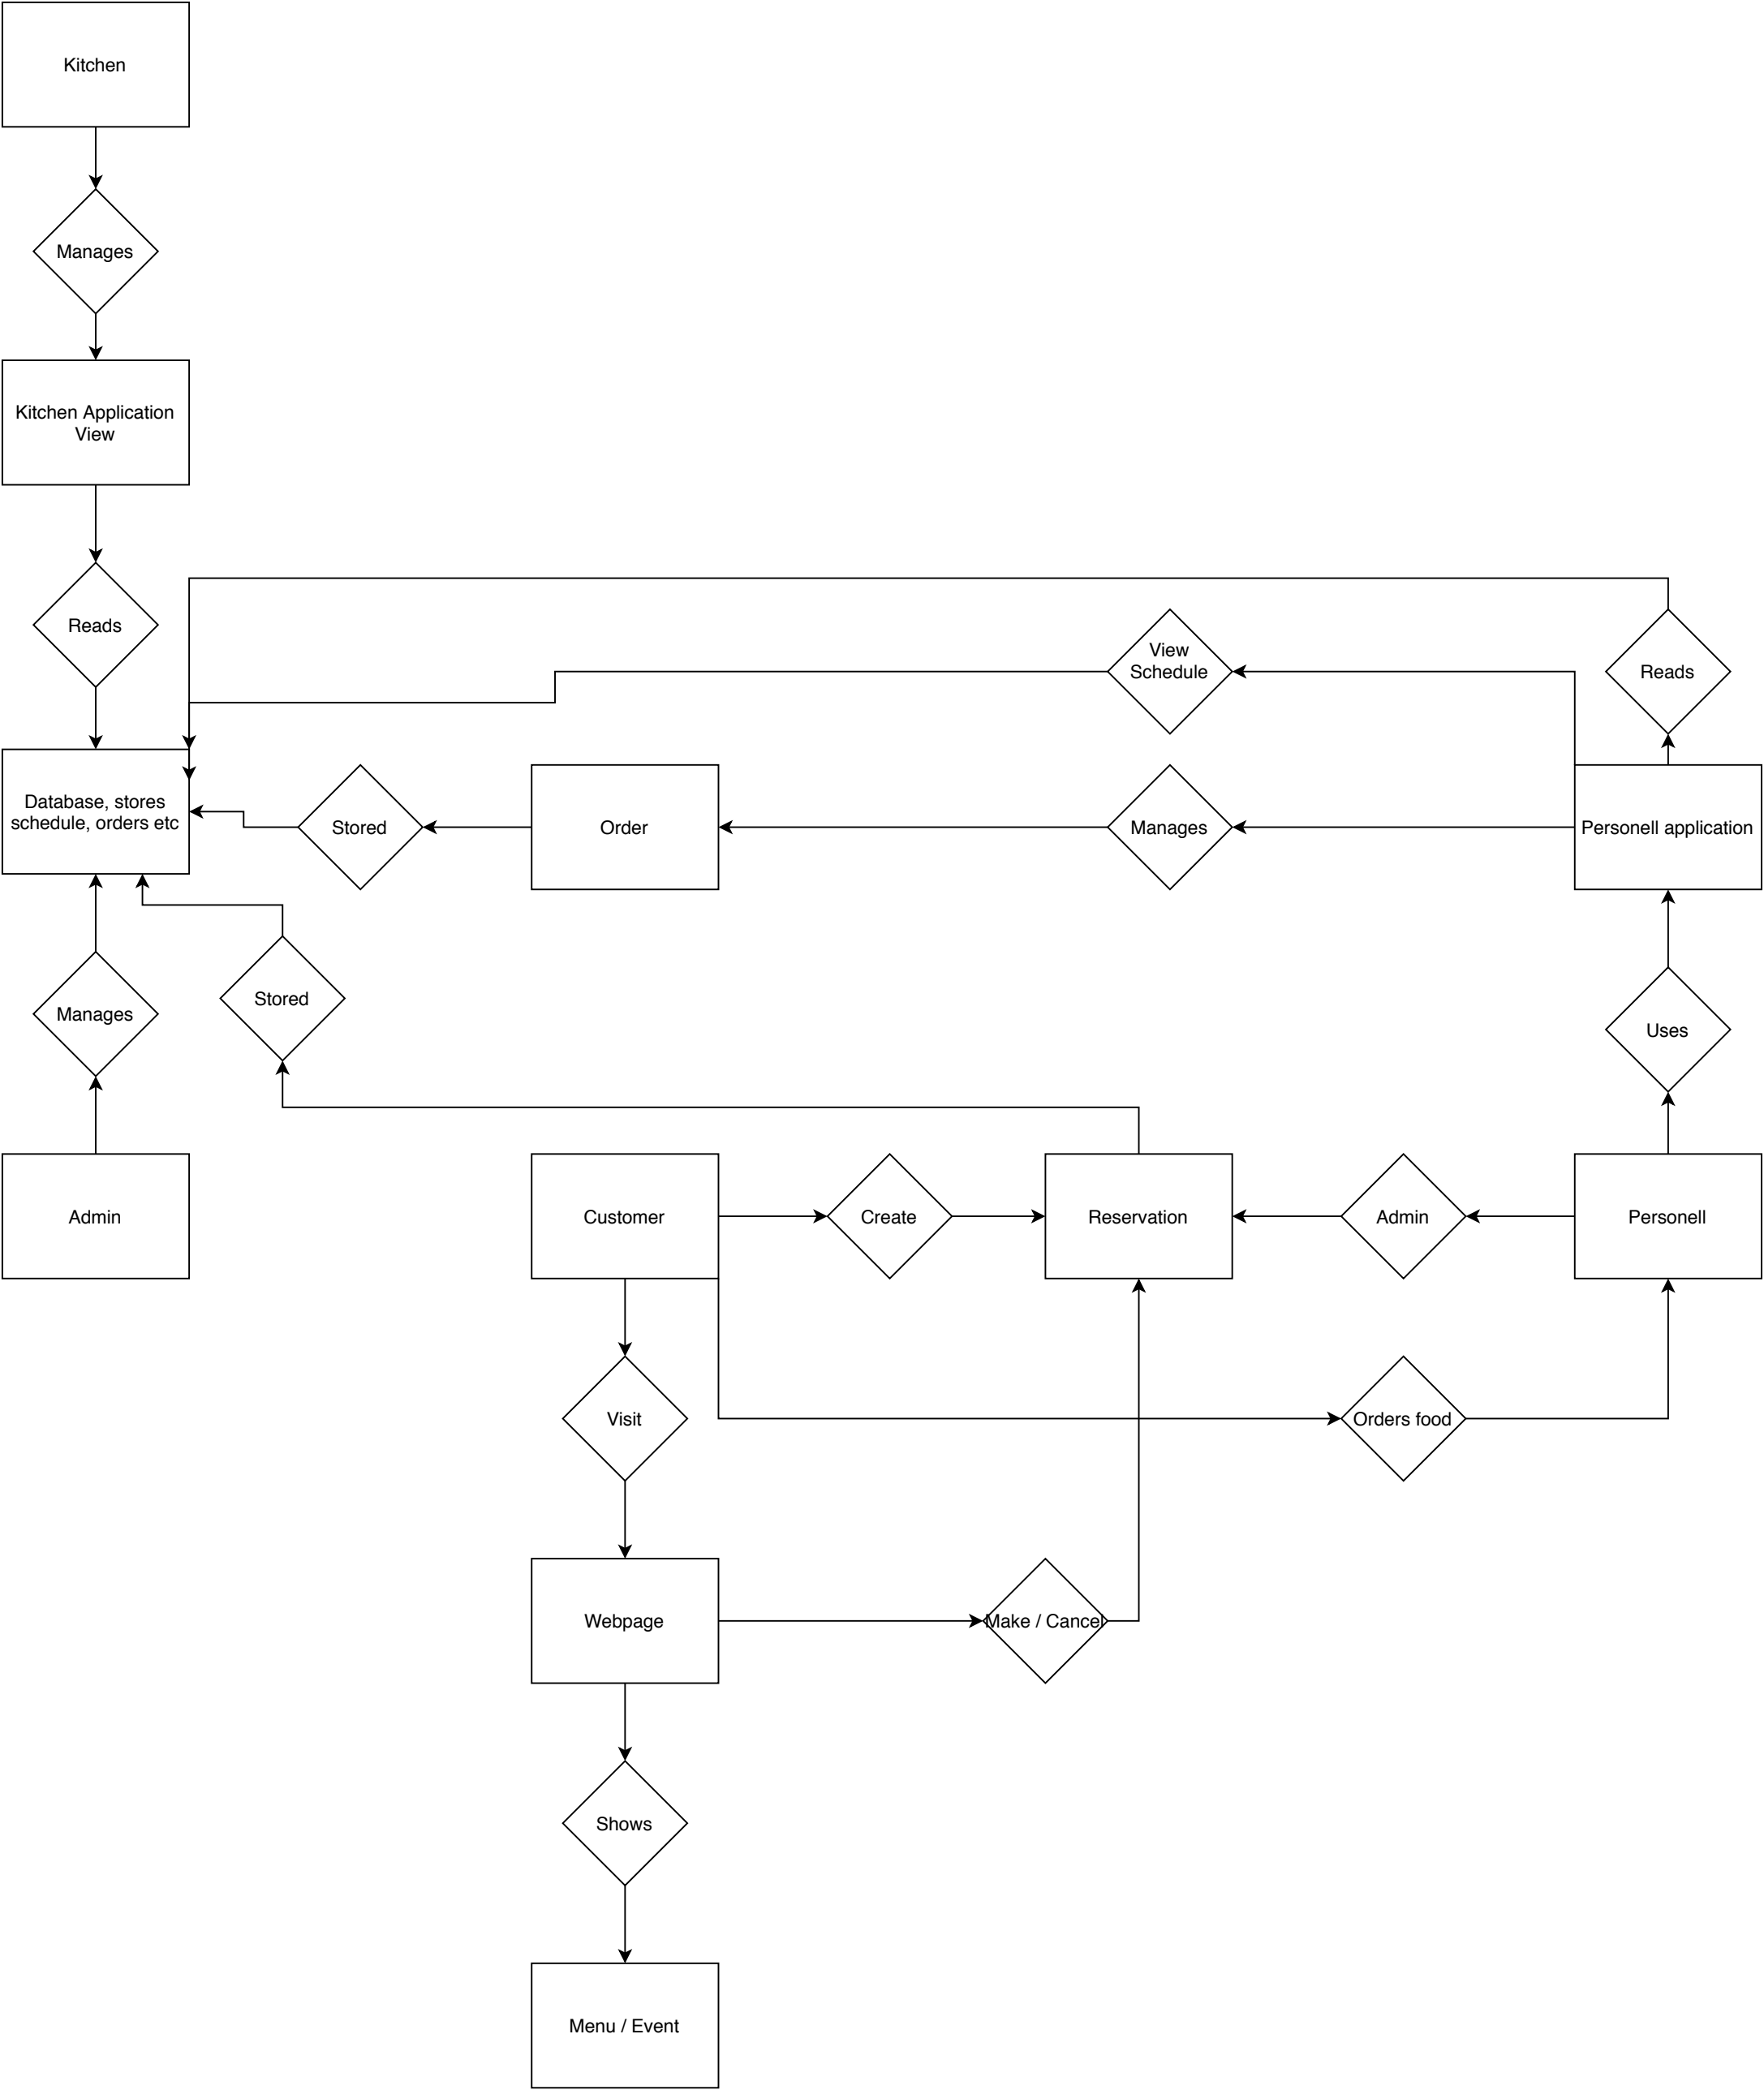 Kitchen
Manages
Kitchen Application
View
Reads
View
Schedule
Reads
Database, stores
schedule, orders etc
Stored
Order
Manages
Personell application
Manages
Stored
Uses
Admin
Customer
Create
Reservation
Admin
Personell
Visit
Orders food
Webpage
Make / Cancel
Shows
Menu / Event